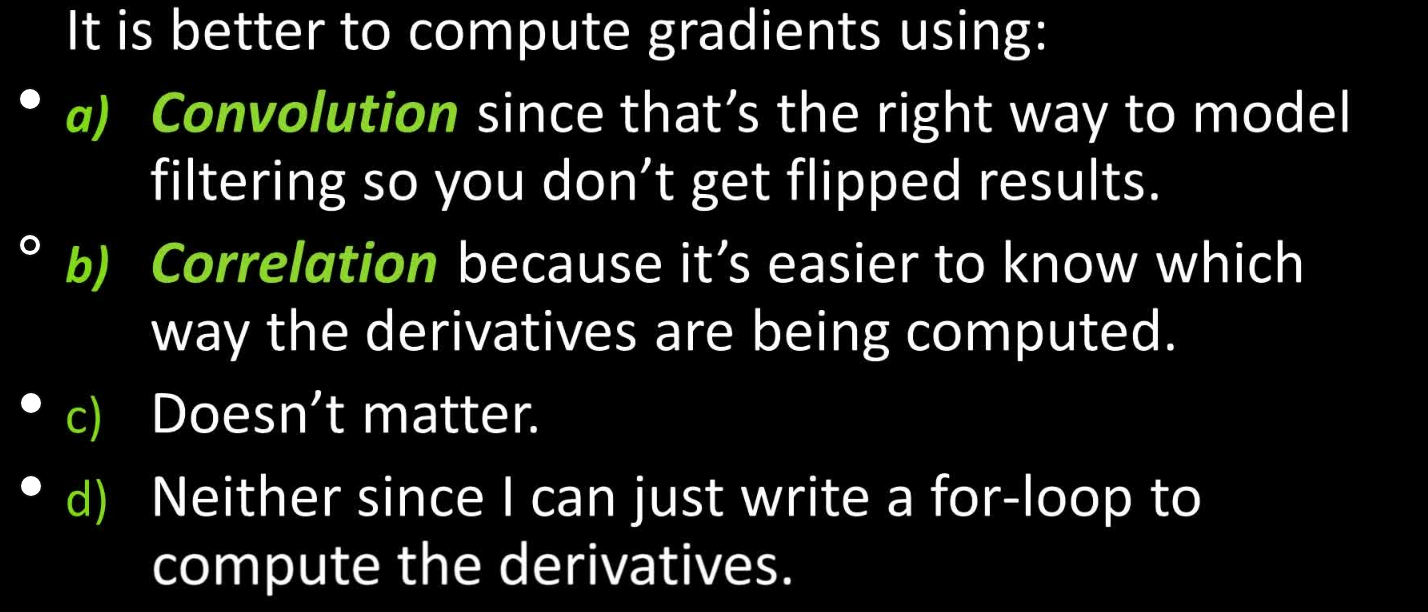 It is better to compute gradients using:
a) Convolution since that’s the right way to model
filtering so you don’t get flipped results.
b) Correlation because it’s easier to know which
way the derivatives are being computed.
c) Doesn’t matter.
d) Neither since I can just write a for-loop to
compute the derivatives.